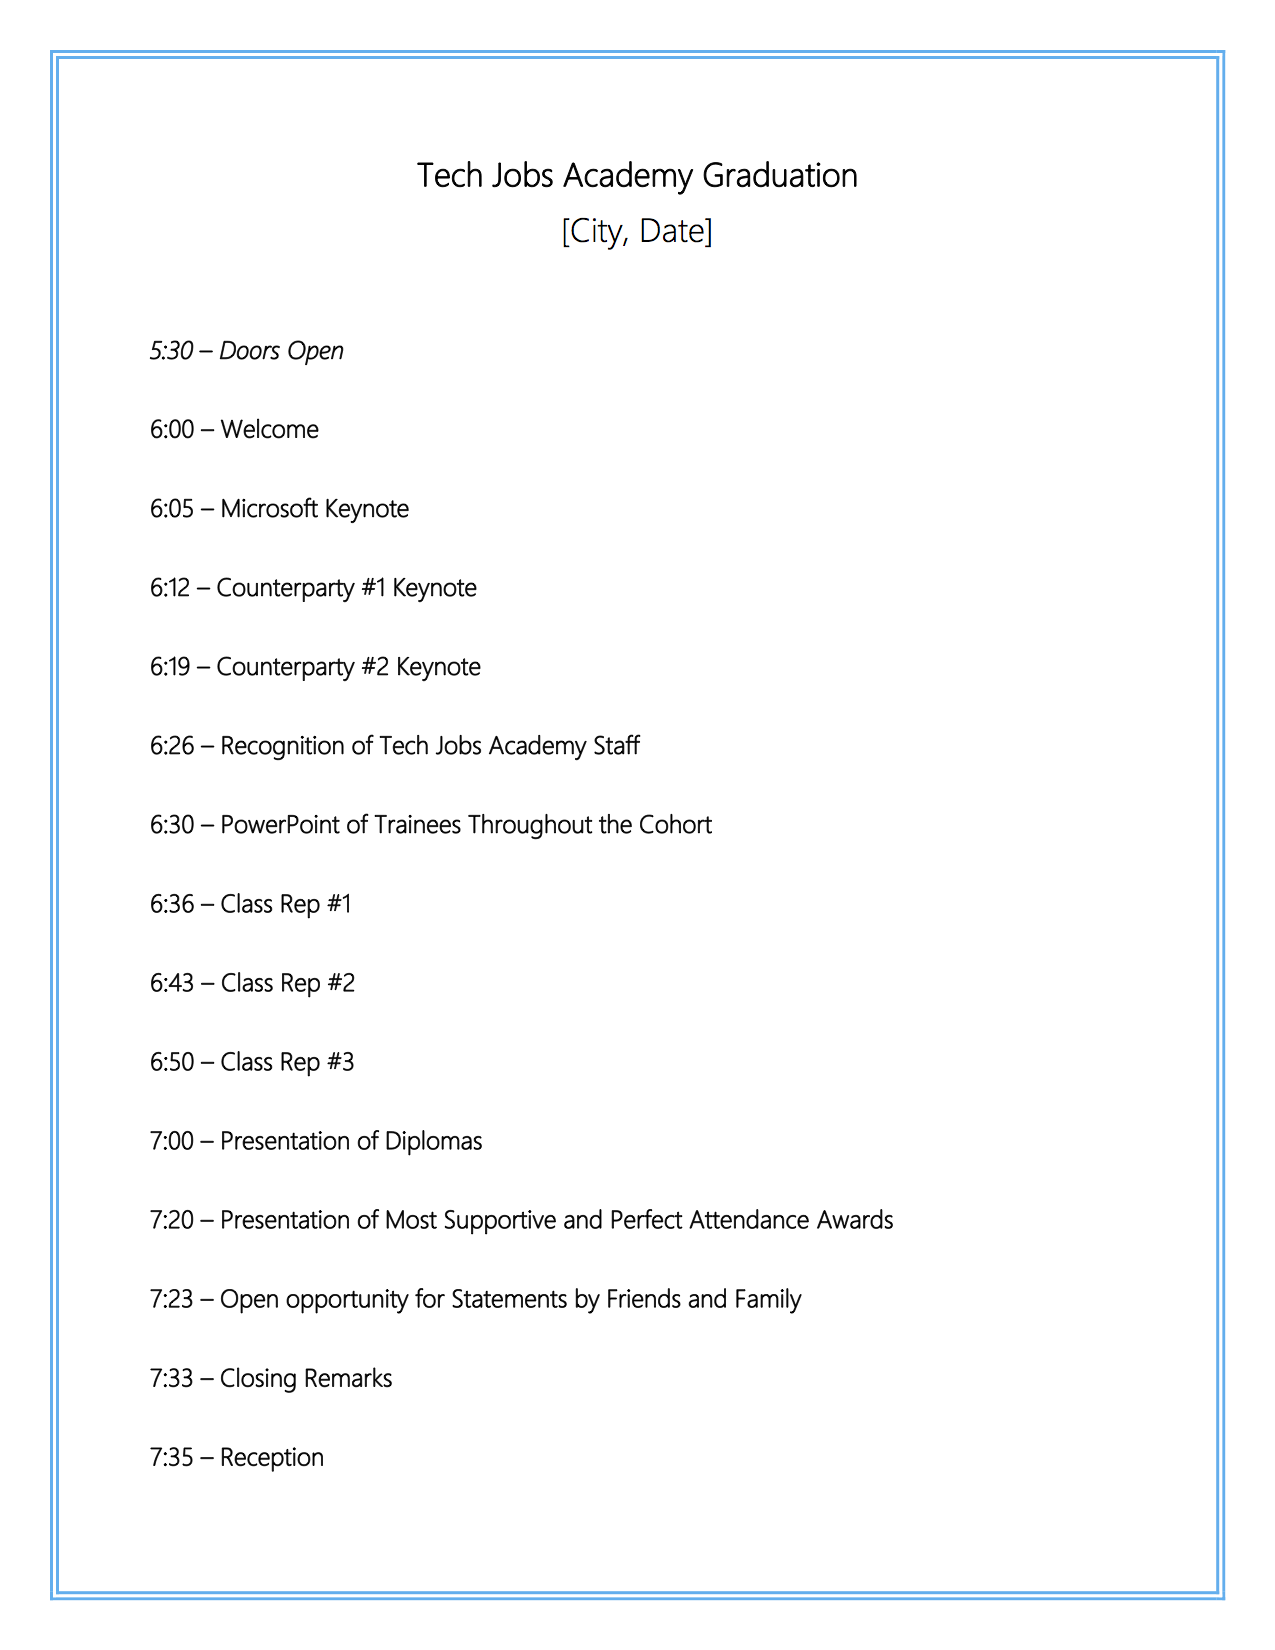 Tech Jobs Academy Graduation
[City, Date]
5:30 – Doors Open
6:00 – Welcome
6:05 – Microsoft Keynote
6:12 – Counterparty #1 Keynote
6:19 – Counterparty #2 Keynote
6:26 – Recognition of Tech Jobs Academy Staff
6:30 – PowerPoint of Trainees Throughout the Cohort
6:36 – Class Rep #1
6:43 – Class Rep #2
6:50 – Class Rep #3
7:00 – Presentation of Diplomas
7:20 – Presentation of Most Supportive and Perfect Attendance Awards
7:23 – Open opportunity for Statements by Friends and Family
7:33 – Closing Remarks
7:35 – Reception